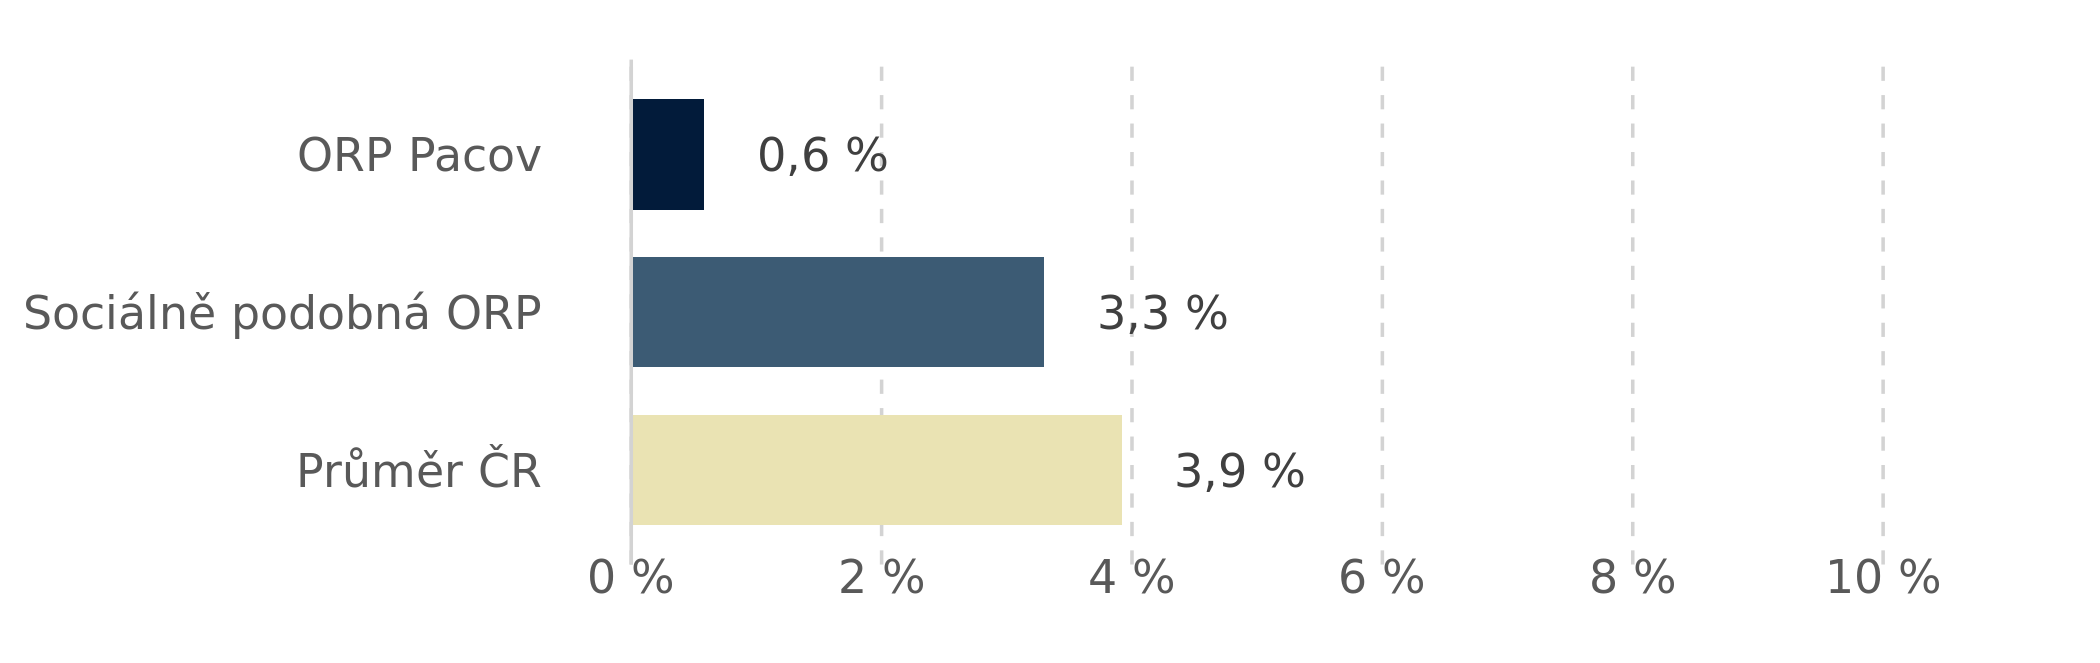 ORP Pacov
0,6 %
Sociálně podobná ORP
3,3 %
Průměr ČR
3,9 %
0 % 2 % 4 % 6 % 8 % 10 %